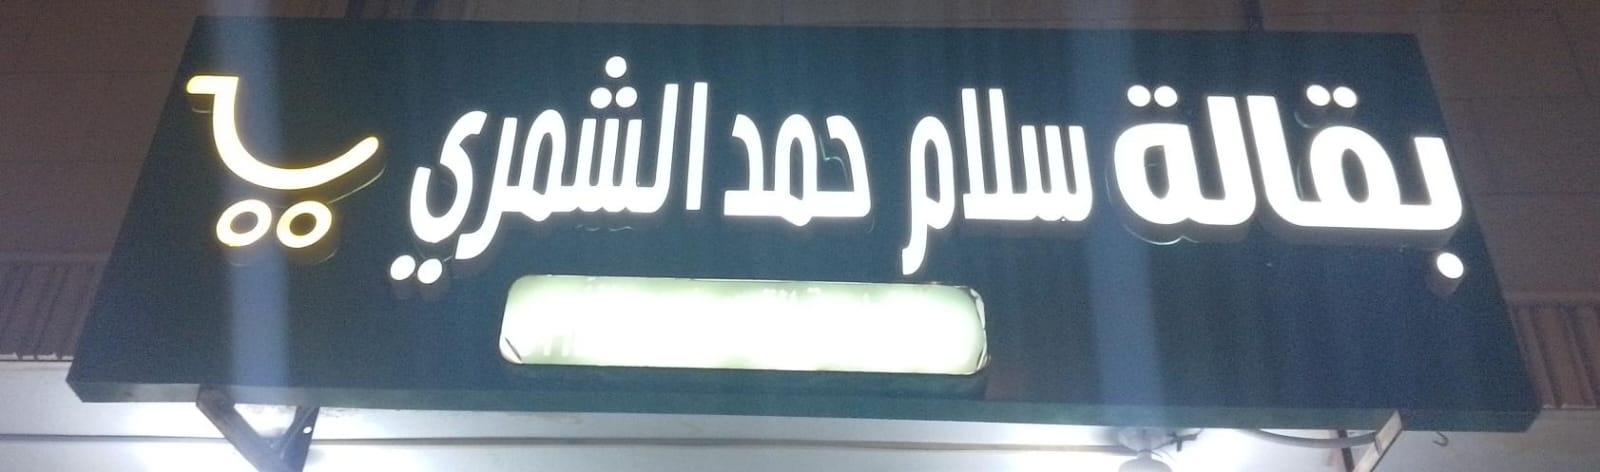 بقالة سلام حمد الشمري